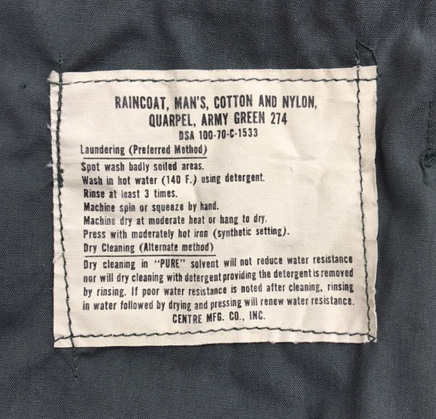 RAINCOAT, MAN'S, COTTON AND NYLON,
QUARPEL, ARMY GREEN 274
DSA 100-70-C-1533
Laundering (Preferred Method)
Spot wash badly soiled areas.
Wash in hot water (140 F.) using detergent.
Rinse at least 3 times.
Machine spin or squeeze by hand.
Machine dry at moderate heat or hang to dry.
Press with moderately hot iron (synthetic setting).
Dry Cleaning (Alternate method)
Dry cleaning in "PURE" solvent will not reduce water resistance
nor will dry cleaning with detergent providing the detergent is removed
by rinsing. If poor water resistance is noted after cleaning, rinsing
in water followed by drying and pressing will renew water resistance.
CENTRE MFG. CO., INC.